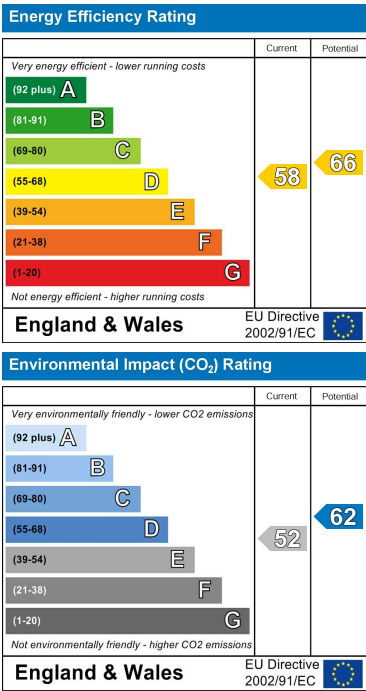 Energy Efficiency Rating
Current Potential
Very energy efficient - lower running costs
(92 plus) A
(81-91) B
(69-80) C
(55-68) D
(39-54) E
(21-38) F
(1-20) G
58
66
Not energy efficient - higher running costs
England & Wales
EU Directive
2002/91/EC
Environmental Impact (CO₂) Rating
Current Potential
Very environmentally friendly - lower CO2 emissions
(92 plus) A
(81-91) B
(69-80) C
(55-68) D
(39-54) E
(21-38) F
(1-20) G
52
62
Not environmentally friendly - higher CO2 emissions
England & Wales
EU Directive
2002/91/EC